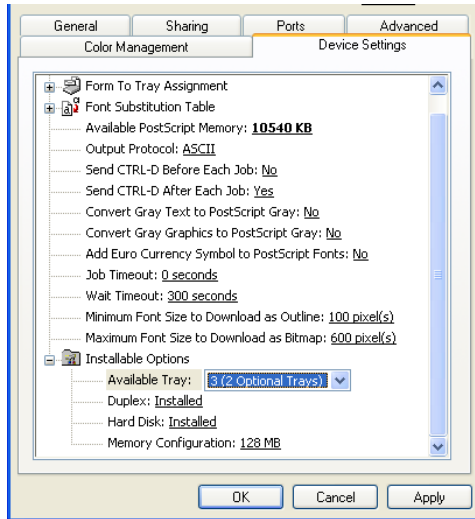 General Sharing Ports Advanced
Color Management Device Settings
Form To Tray Assignment
Font Substitution Table
Available PostScript Memory: 10540 KB
Output Protocol: ASCII
Send CTRL-D Before Each Job: No
Send CTRL-D After Each Job: Yes
Convert Gray Text to PostScript Gray: No
Convert Gray Graphics to PostScript Gray: No
Add Euro Currency Symbol to PostScript Fonts: No
Job Timeout: 0 seconds
Wait Timeout: 300 seconds
Minimum Font Size to Download as Outline: 100 pixel(s)
Maximum Font Size to Download as Bitmap: 600 pixel(s)
Installable Options
Available Tray: 3 (2 Optional Trays)
Duplex: Installed
Hard Disk: Installed
Memory Configuration: 128 MB
OK Cancel Apply